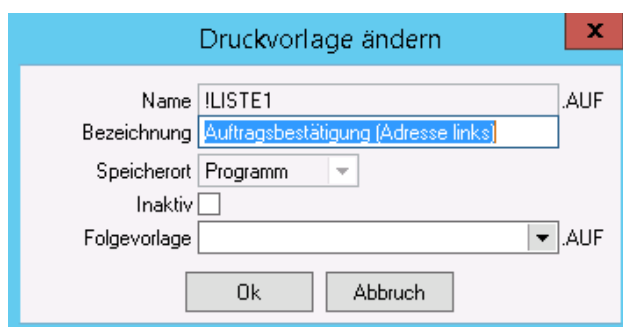 Druckvorlage ändern
x
Name !LISTE1 .AUF
Bezeichnung Auftragsbestätigung (Adresse links)
Speicherort Programm
Inaktiv
Folgevorlage .AUF
Ok Abbruch